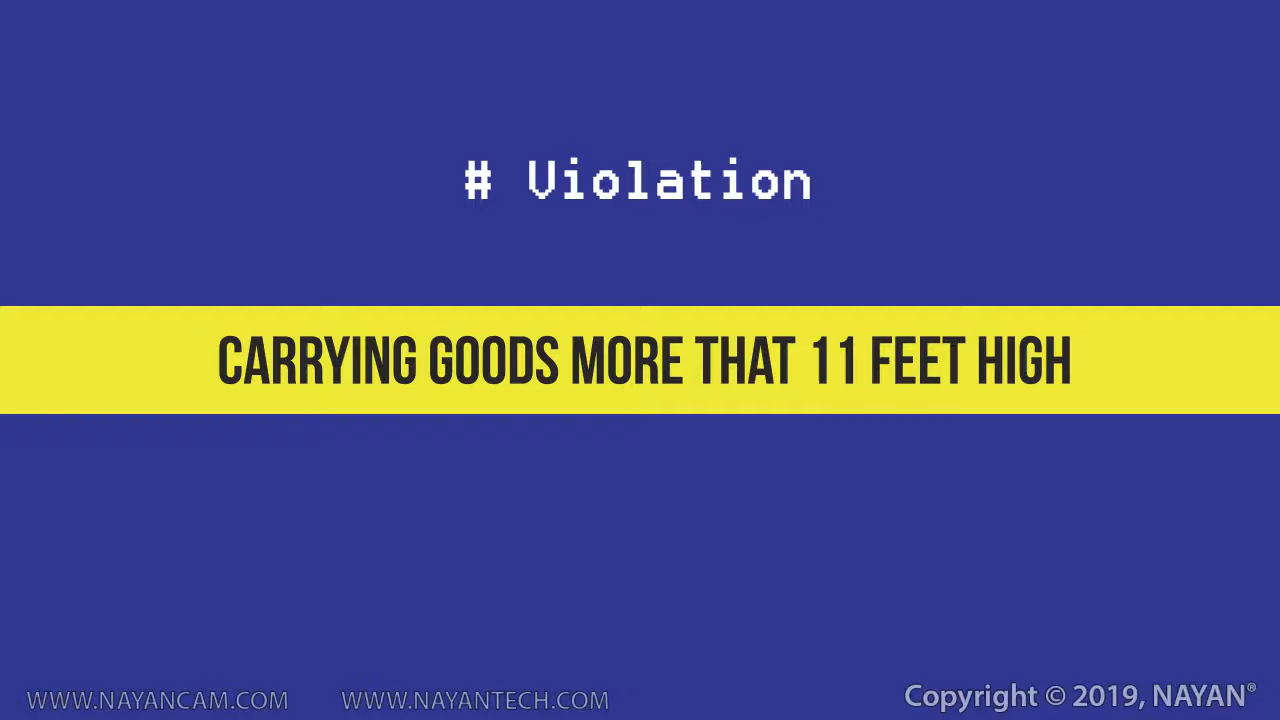 # Violation
CARRYING GOODS MORE THAT 11 FEET HIGH
WWW.NAYANCAM.COM WWW.NAYANTECH.COM Copyright © 2019, NAYAN®